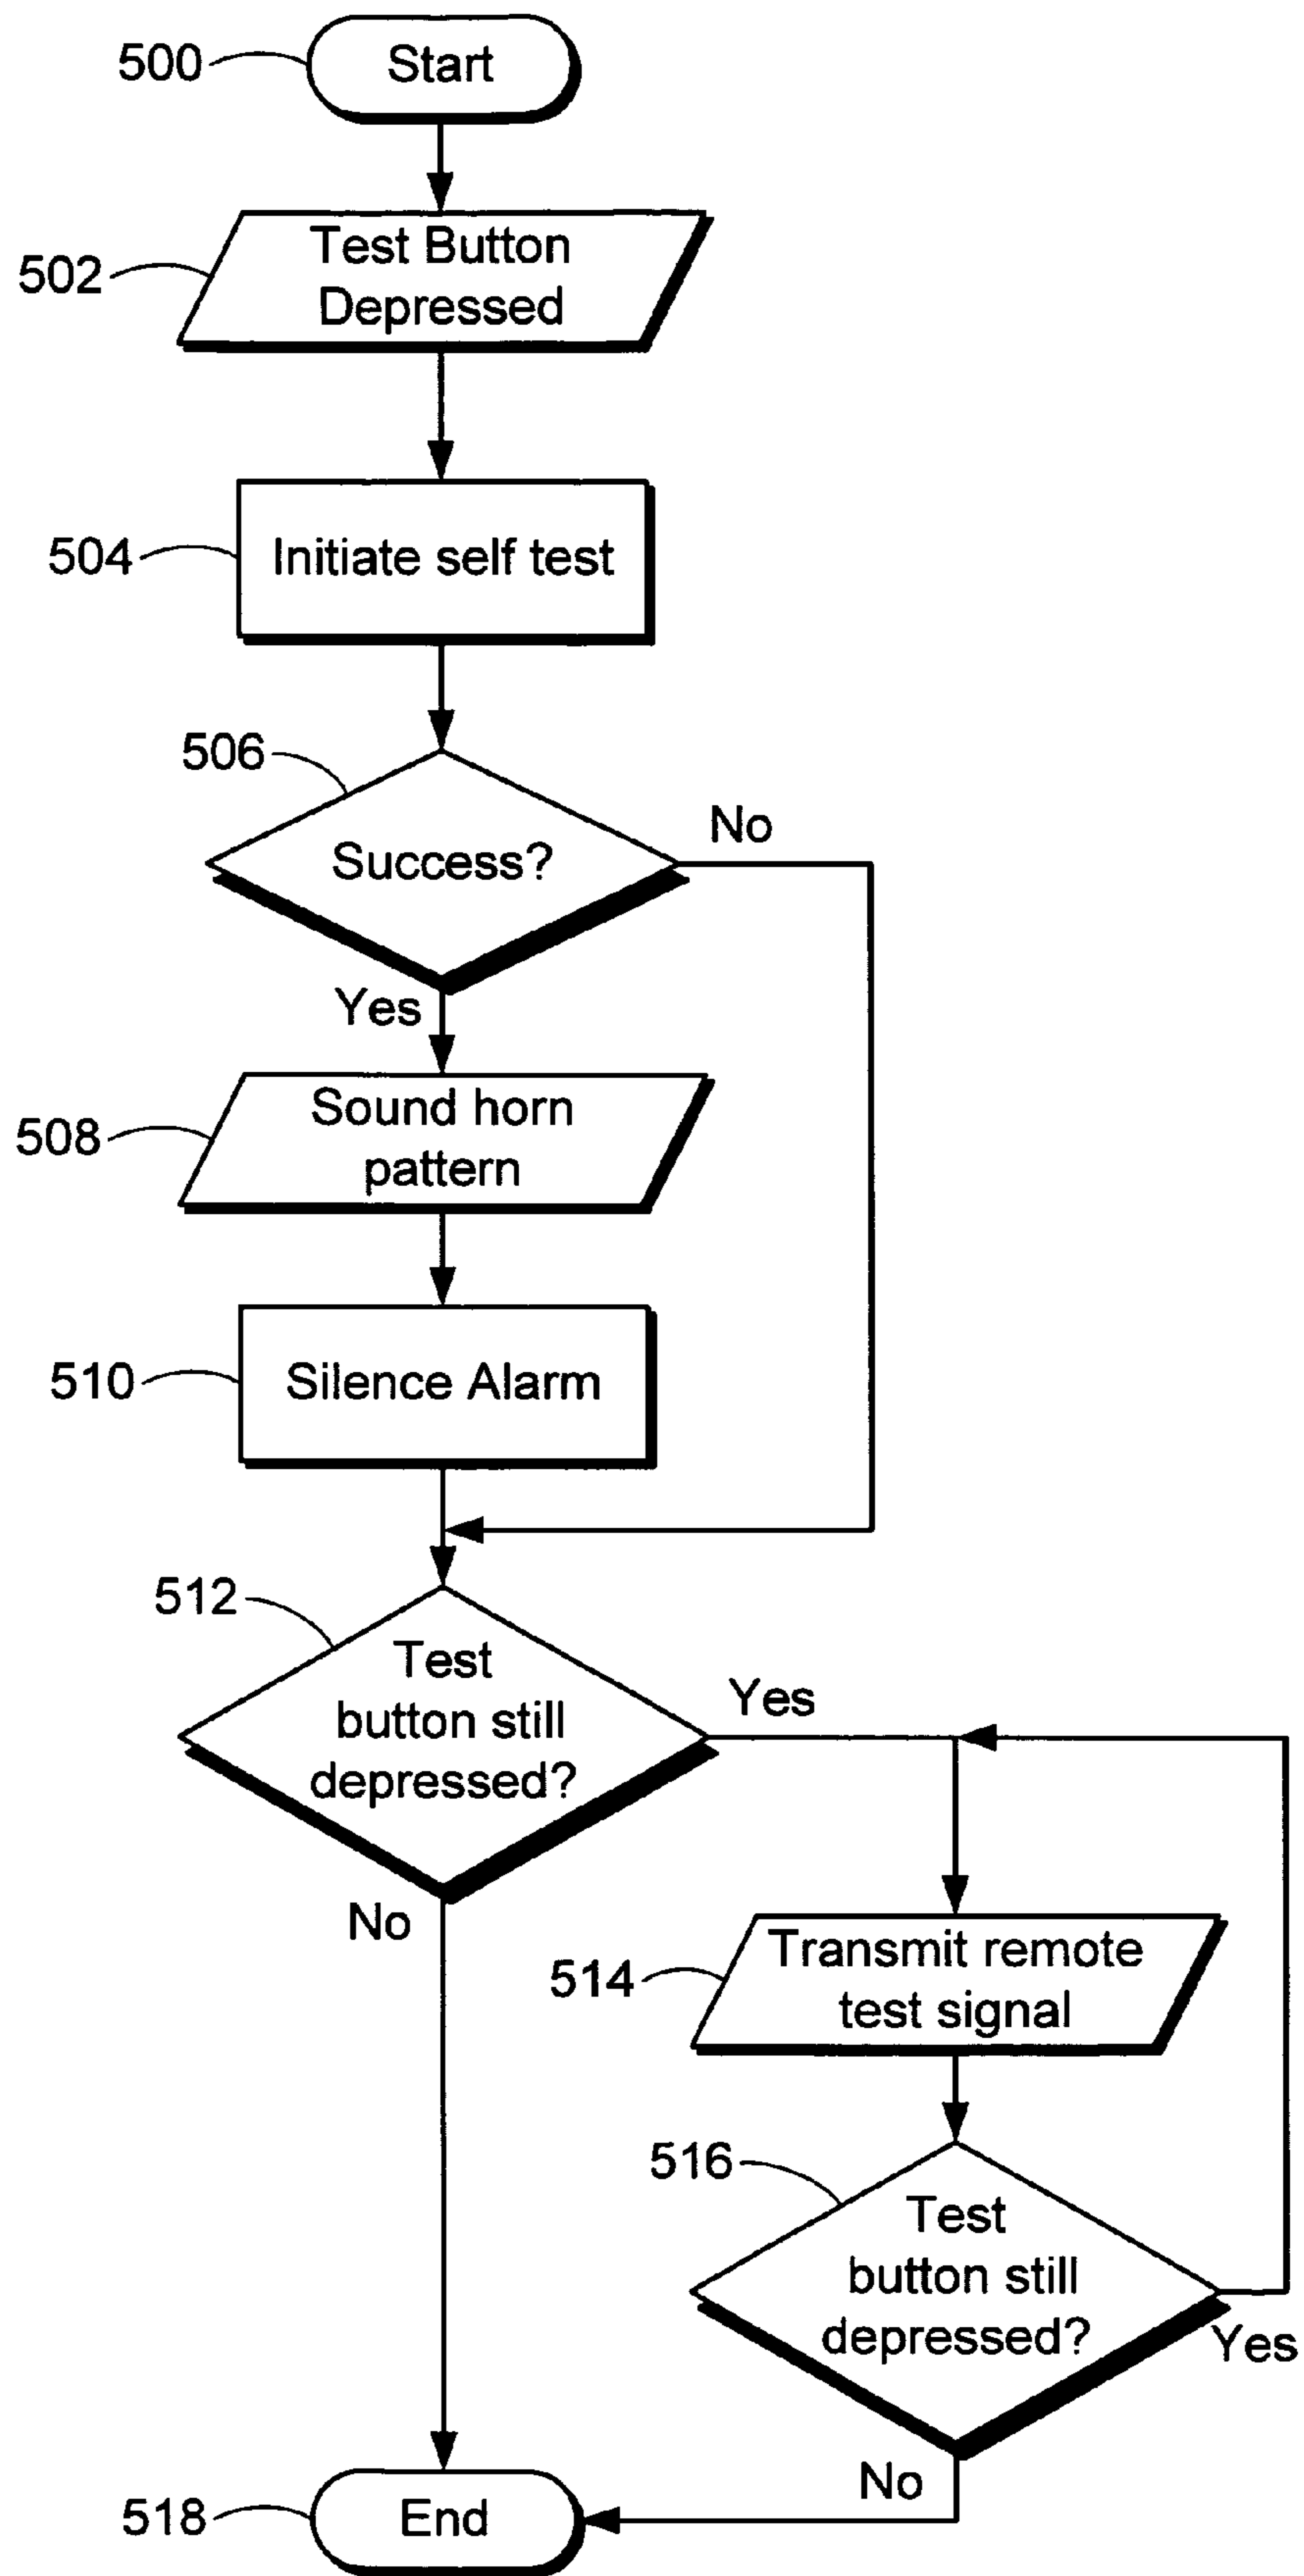 500
Start
502
Test Button
Depressed
504
Initiate self test
506
Success?
No
Yes
508
Sound horn
pattern
510
Silence Alarm
512
Test
button still
depressed?
Yes
No
514
Transmit remote
test signal
516
Test
button still
depressed?
Yes
No
518
End